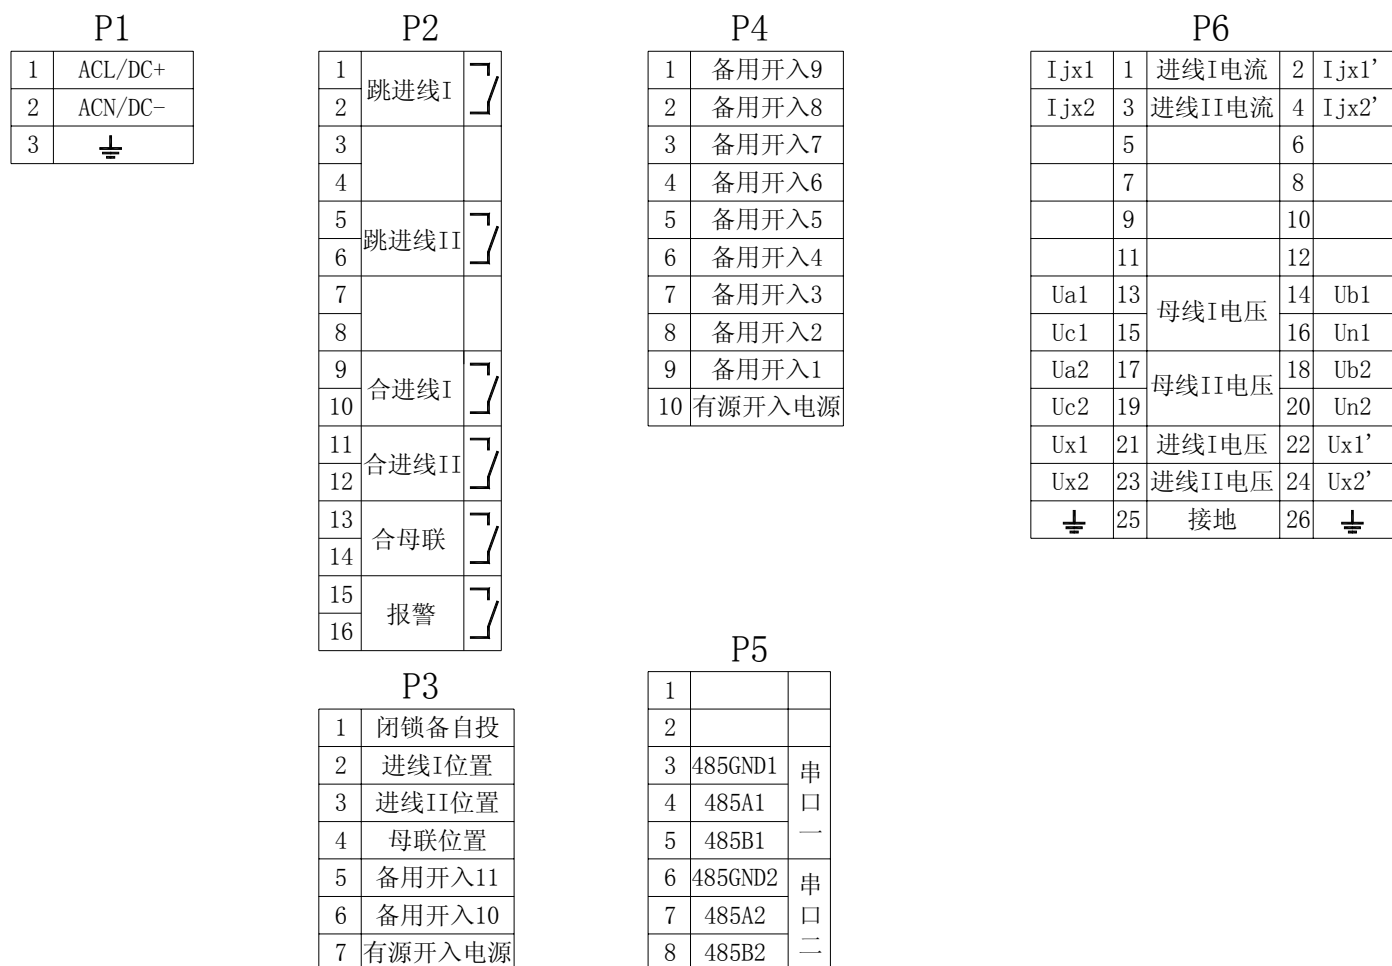 P1
1 ACL/DC+
2 ACN/DC-
3
P2
1 跳进线I
2
3
4
5 跳进线II
6
7
8
9 合进线I
10
11 合进线II
12
13 合母联
14
15 报警
16
P3
1 闭锁备自投
2 进线I位置
3 进线II位置
4 母联位置
5 备用开入11
6 备用开入10
7 有源开入电源
P4
1 备用开入9
2 备用开入8
3 备用开入7
4 备用开入6
5 备用开入5
6 备用开入4
7 备用开入3
8 备用开入2
9 备用开入1
10 有源开入电源
P5
1
2
3 485GND1 串口一
4 485A1
5 485B1
6 485GND2 串口二
7 485A2
8 485B2
P6
Ijx1 1 进线I电流 2 Ijx1’
Ijx2 3 进线II电流 4 Ijx2’
5 6
7 8
9 10
11 12
Ua1 13 母线I电压 14 Ub1
Uc1 15 16 Un1
Ua2 17 母线II电压 18 Ub2
Uc2 19 20 Un2
Ux1 21 进线I电压 22 Ux1’
Ux2 23 进线II电压 24 Ux2’
25 接地 26